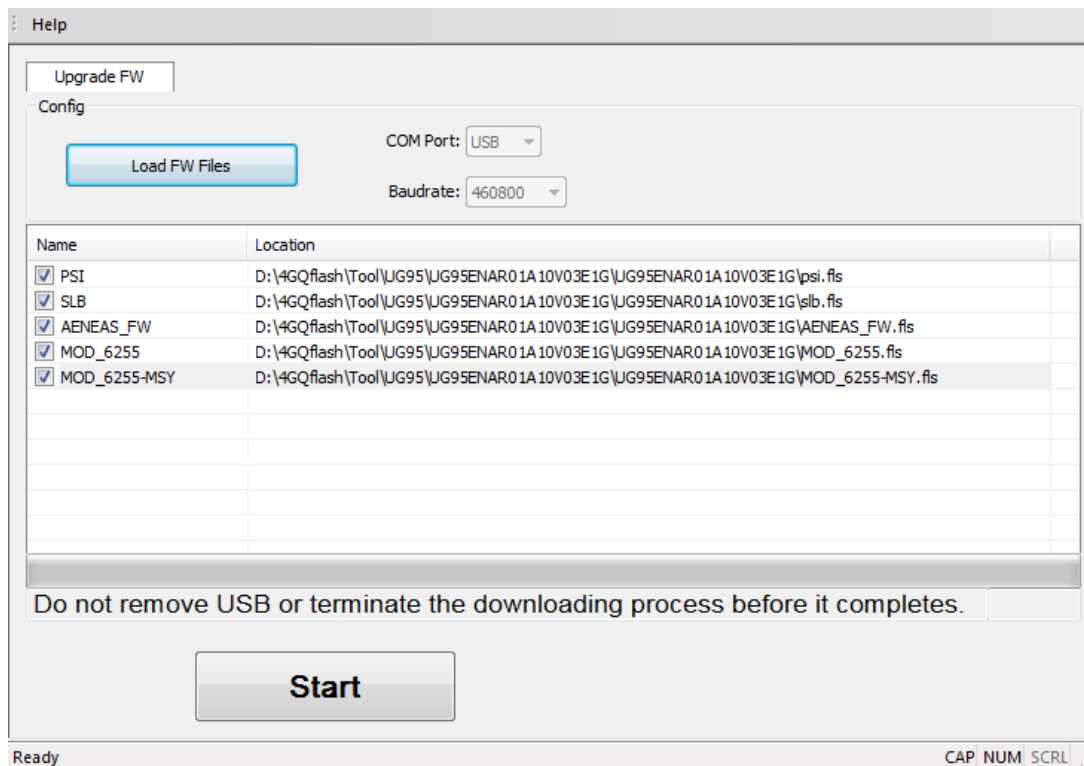 Help
Upgrade FW
Config
Load FW Files
COM Port: USB
Baudrate: 460800
Name Location
PSI D:\4GQflash\Tool\UG95\UG95ENAR01A10V03E1G\UG95ENAR01A10V03E1G\psi.fls
SLB D:\4GQflash\Tool\UG95\UG95ENAR01A10V03E1G\UG95ENAR01A10V03E1G\slb.fls
AENEAS_FW D:\4GQflash\Tool\UG95\UG95ENAR01A10V03E1G\UG95ENAR01A10V03E1G\AENEAS_FW.fls
MOD_6255 D:\4GQflash\Tool\UG95\UG95ENAR01A10V03E1G\UG95ENAR01A10V03E1G\MOD_6255.fls
MOD_6255-MSY D:\4GQflash\Tool\UG95\UG95ENAR01A10V03E1G\UG95ENAR01A10V03E1G\MOD_6255-MSY.fls
Do not remove USB or terminate the downloading process before it completes.
Start
Ready CAP NUM SCRL